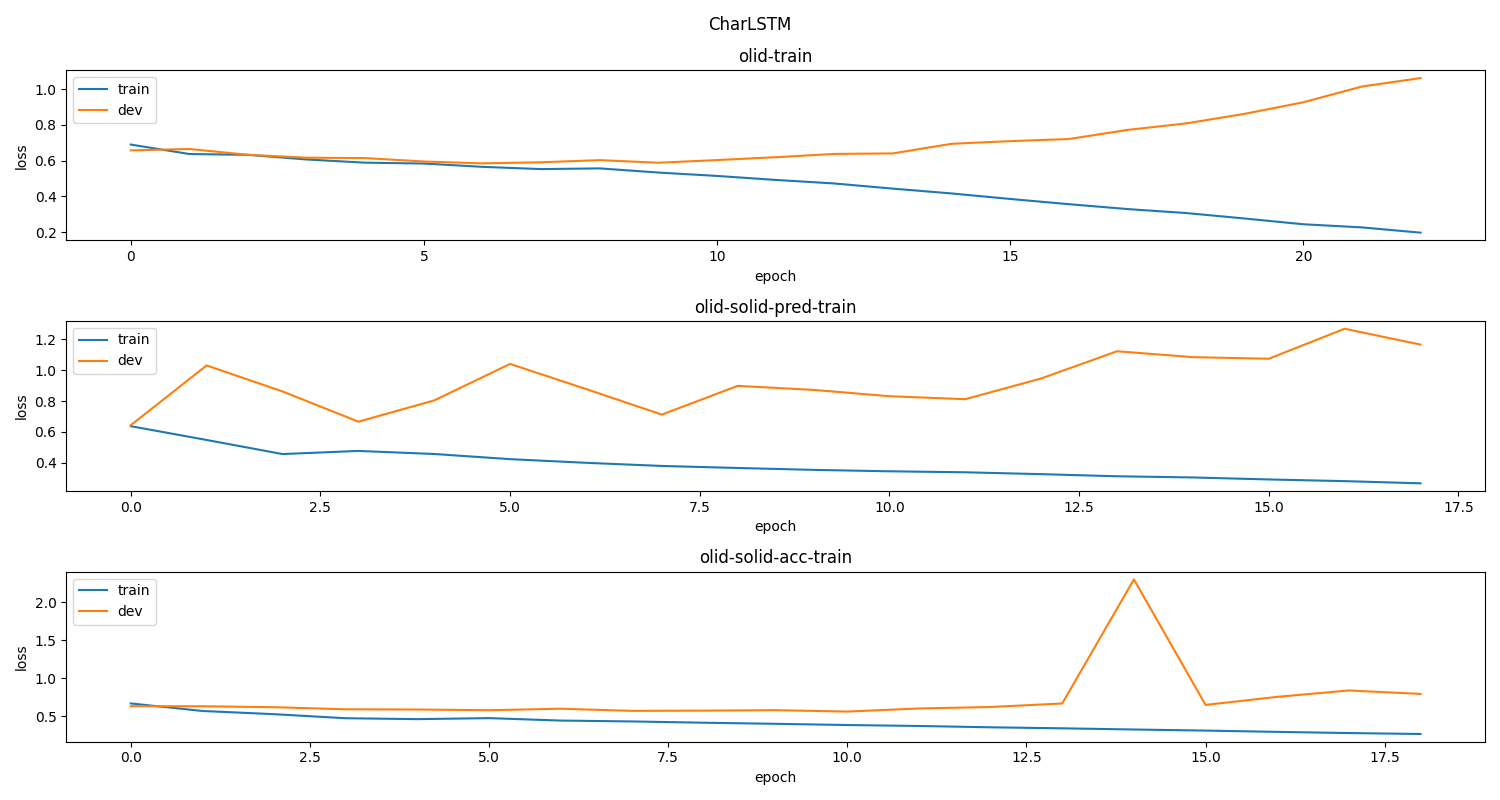 CharLSTM
olid-train
train
dev
1.0
0.8
0.6
0.4
0.2
loss
0 5 10 15 20
epoch
olid-solid-pred-train
train
dev
1.2
1.0
0.8
0.6
0.4
loss
0.0 2.5 5.0 7.5 10.0 12.5 15.0 17.5
epoch
olid-solid-acc-train
train
dev
2.0
1.5
1.0
0.5
loss
0.0 2.5 5.0 7.5 10.0 12.5 15.0 17.5
epoch